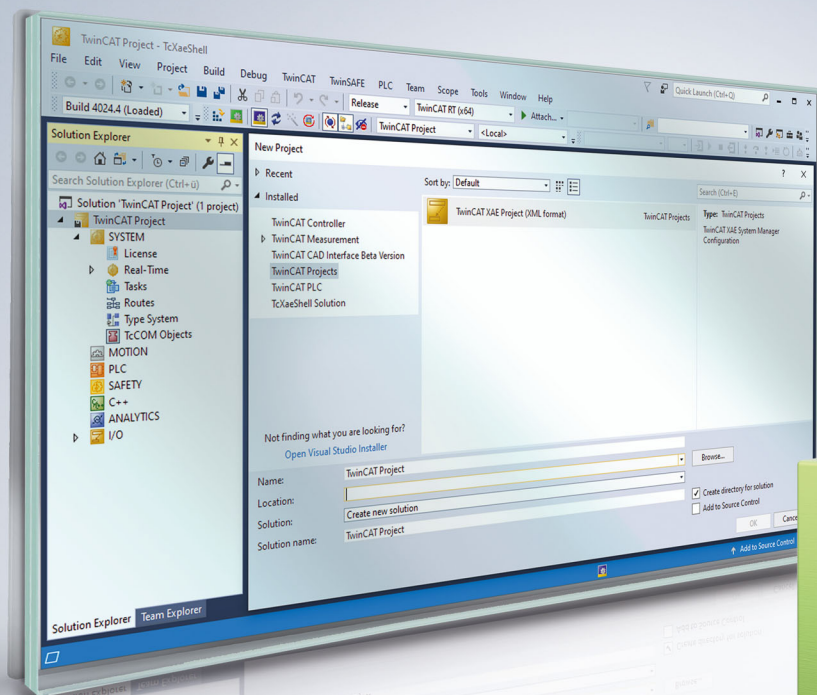 TwinCAT Project - TcXaeShell
File Edit View Project Build Debug TwinCAT TwinSAFE PLC Team Scope Tools Window Help
Quick Launch (Ctrl+Q)
Release
TwinCAT RT (x64)
Attach...
Build 4024.4 (Loaded)
TwinCAT Project
<Local>
Solution Explorer
Search Solution Explorer (Ctrl+ü)
Solution 'TwinCAT Project' (1 project)
TwinCAT Project
SYSTEM
License
Real-Time
Tasks
Routes
Type System
TcCOM Objects
MOTION
PLC
SAFETY
C++
ANALYTICS
I/O
Solution Explorer
Team Explorer
New Project
? X
Recent
Installed
TwinCAT Controller
TwinCAT Measurement
TwinCAT CAD Interface Beta Version
TwinCAT Projects
TwinCAT PLC
TcXaeShell Solution
Not finding what you are looking for?
Open Visual Studio Installer
Sort by: Default
TwinCAT XAE Project (XML format)
TwinCAT Projects
Search (Ctrl+E)
Type: TwinCAT Projects
TwinCAT XAE System Manager
Configuration
Name: TwinCAT Project
Location:
Browse...
Solution: Create new solution
Solution name: TwinCAT Project
Create directory for solution
Add to Source Control
OK
Cance
Add to Source Control